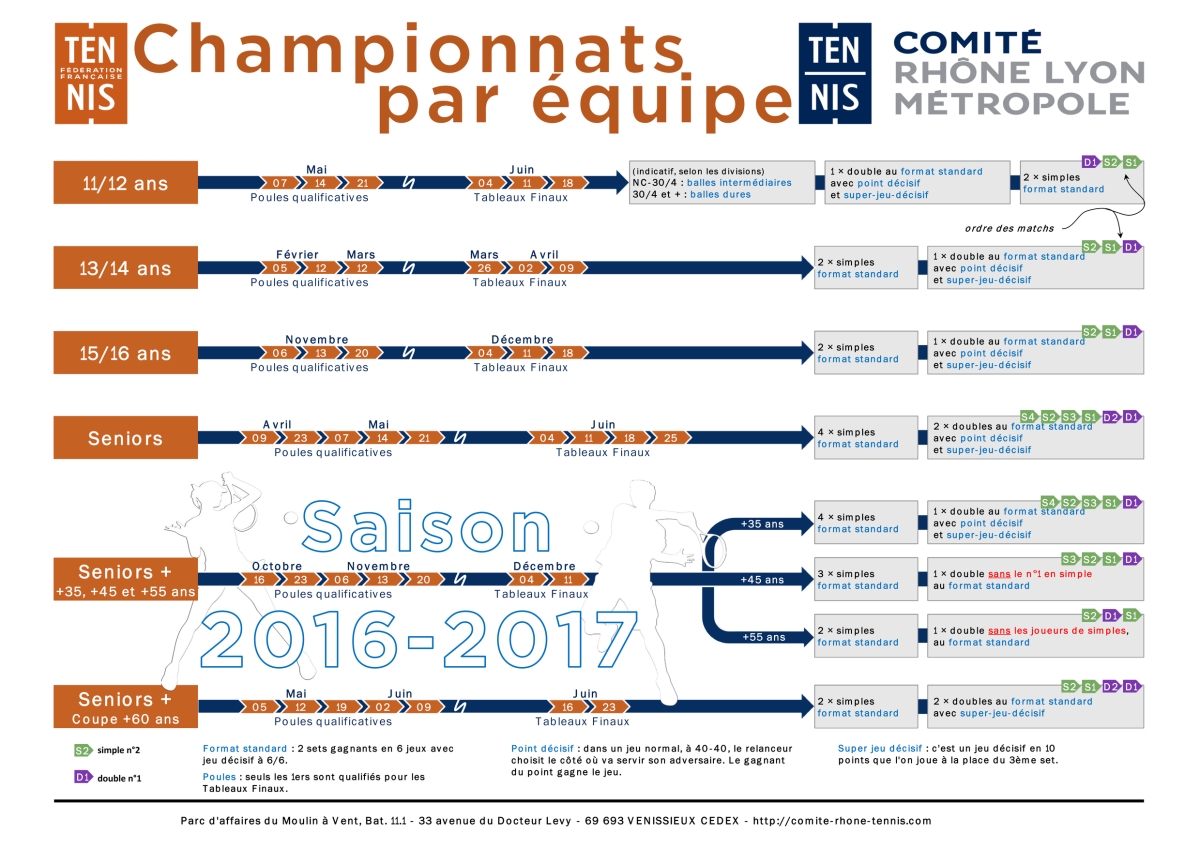 TEN
FÉDÉRATION
FRANÇAISE
NIS
Championnats
par équipe
TEN
NIS
COMITÉ
RHÔNE LYON
MÉTROPOLE
11/12 ans
Mai
07 14 21
Poules qualificatives
Juin
04 11 18
Tableaux Finaux
(indicatif, selon les divisions)
NC-30/4 : balles intermédiaires
30/4 et + : balles dures
1 × double au format standard
avec point décisif
et super-jeu-décisif
D1 S2 S1
2 × simples
format standard
ordre des matchs
13/14 ans
Février Mars
05 12 12
Poules qualificatives
Mars Avril
26 02 09
Tableaux Finaux
2 × simples
format standard
S2 S1 D1
1 × double au format standard
avec point décisif
et super-jeu-décisif
15/16 ans
Novembre
06 13 20
Poules qualificatives
Décembre
04 11 18
Tableaux Finaux
2 × simples
format standard
S2 S1 D1
1 × double au format standard
avec point décisif
et super-jeu-décisif
Seniors
Avril Mai
09 23 07 14 21
Poules qualificatives
Juin
04 11 18 25
Tableaux Finaux
4 × simples
format standard
S4 S2 S3 S1 D2 D1
2 × doubles au format standard
avec point décisif
et super-jeu-décisif
Saison
2016-2017
Seniors +
+35, +45 et +55 ans
Octobre Novembre
16 23 06 13 20
Poules qualificatives
Décembre
04 11
Tableaux Finaux
+35 ans
4 × simples
format standard
S4 S2 S3 S1 D1
1 × double au format standard
avec point décisif
et super-jeu-décisif
+45 ans
3 × simples
format standard
S3 S2 S1 D1
1 × double sans le n°1 en simple
au format standard
+55 ans
2 × simples
format standard
S2 D1 S1
1 × double sans les joueurs de simples,
au format standard
Seniors +
Coupe +60 ans
Mai Juin
05 12 19 02 09
Poules qualificatives
Juin
16 23
Tableaux Finaux
2 × simples
format standard
S2 S1 D2 D1
2 × doubles au format standard
avec super-jeu-décisif
S2 simple n°2
D1 double n°1
Format standard : 2 sets gagnants en 6 jeux avec
jeu décisif à 6/6.
Poules : seuls les 1ers sont qualifiés pour les
Tableaux Finaux.
Point décisif : dans un jeu normal, à 40-40, le relanceur
choisit le côté où va servir son adversaire. Le gagnant
du point gagne le jeu.
Super jeu décisif : c'est un jeu décisif en 10
points que l'on joue à la place du 3ème set.
Parc d'affaires du Moulin à Vent, Bat. 11.1 - 33 avenue du Docteur Levy - 69 693 VENISSIEUX CEDEX - http://comite-rhone-tennis.com